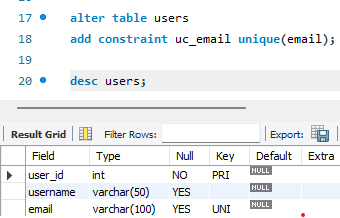 17 alter table users
18 add constraint uc_email unique(email);
19
20 desc users;
Result Grid Filter Rows: Export:
Field Type Null Key Default Extra
user_id int NO PRI NULL
username varchar(50) YES NULL
email varchar(100) YES UNI NULL